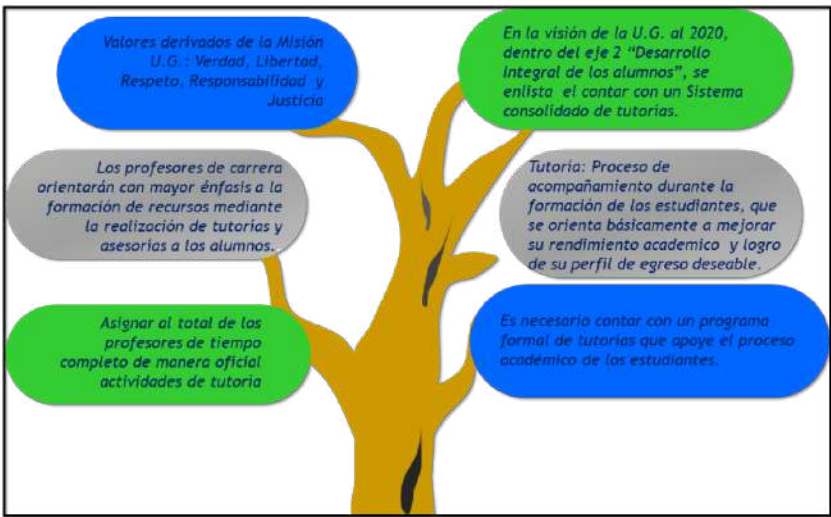 Valores derivados de la Misión
U.G.: Verdad, Libertad,
Respeto, Responsabilidad y
Justicia
En la visión de la U.G. al 2020,
dentro del eje 2 “Desarrollo
Integral de los alumnos”, se
enlista el contar con un Sistema
consolidado de tutorías.
Los profesores de carrera
orientarán con mayor énfasis a la
formación de recursos mediante
la realización de tutorías y
asesorías a los alumnos.
Tutoría: Proceso de
acompañamiento durante la
formación de los estudiantes, que
se orienta básicamente a mejorar
su rendimiento academico y logro
de su perfil de egreso deseable.
Asignar al total de los
profesores de tiempo
completo de manera oficial
actividades de tutoria
Es necesario contar con un programa
formal de tutorías que apoye el proceso
académico de los estudiantes.